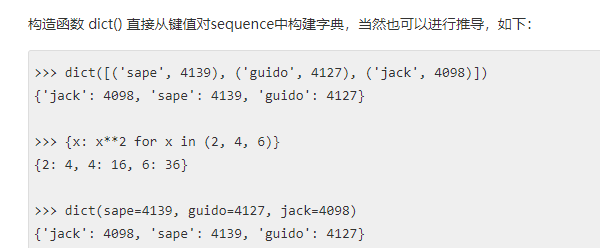 构造函数 dict() 直接从键值对sequence中构建字典，当然也可以进行推导，如下：
>>> dict([('sape', 4139), ('guido', 4127), ('jack', 4098)])
{'jack': 4098, 'sape': 4139, 'guido': 4127}
>>> {x: x**2 for x in (2, 4, 6)}
{2: 4, 4: 16, 6: 36}
>>> dict(sape=4139, guido=4127, jack=4098)
{'jack': 4098, 'sape': 4139, 'guido': 4127}